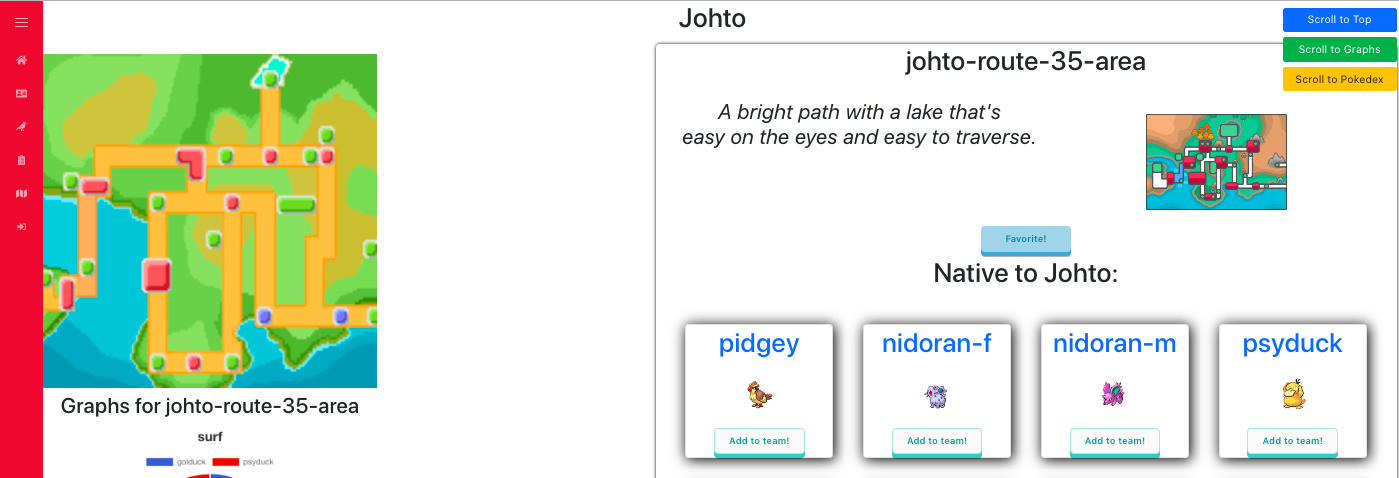 Johto
Scroll to Top
Scroll to Graphs
Scroll to Pokedex
johto-route-35-area
A bright path with a lake that's
easy on the eyes and easy to traverse.
Favorite!
Native to Johto:
pidgey
nidoran-f
nidoran-m
psyduck
Add to team!
Add to team!
Add to team!
Add to team!
Graphs for johto-route-35-area
surf
golduck
psyduck